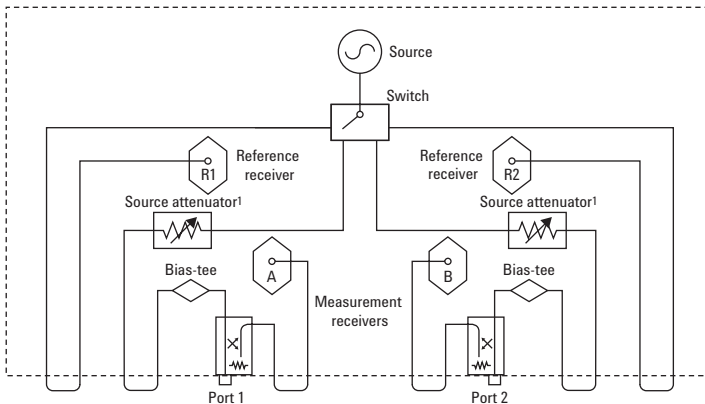 Source
Switch
Reference
receiver
R1
Reference
receiver
R2
Source attenuator1
Source attenuator1
A
B
Bias-tee
Bias-tee
Measurement
receivers
Port 1
Port 2